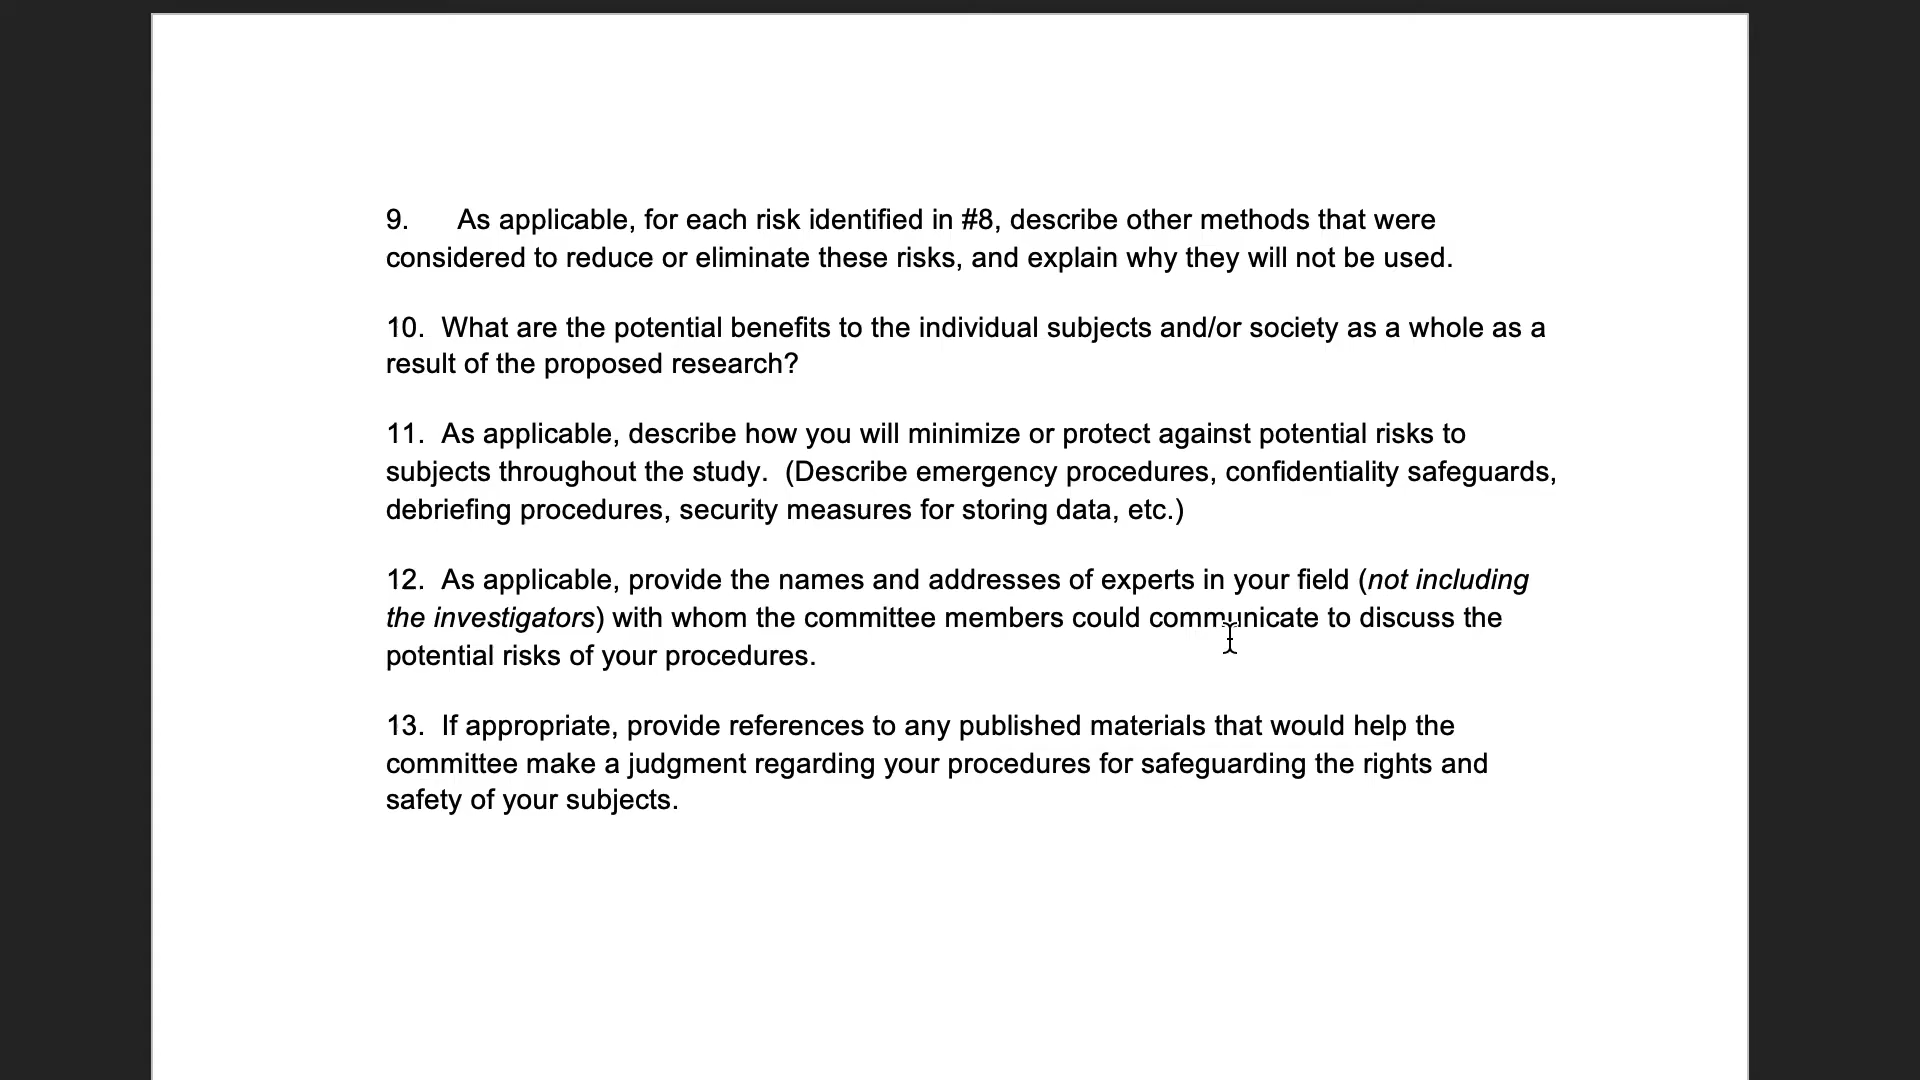 9. As applicable, for each risk identified in #8, describe other methods that were
considered to reduce or eliminate these risks, and explain why they will not be used.
10. What are the potential benefits to the individual subjects and/or society as a whole as a
result of the proposed research?
11. As applicable, describe how you will minimize or protect against potential risks to
subjects throughout the study. (Describe emergency procedures, confidentiality safeguards,
debriefing procedures, security measures for storing data, etc.)
12. As applicable, provide the names and addresses of experts in your field (not including
the investigators) with whom the committee members could communicate to discuss the
potential risks of your procedures.
13. If appropriate, provide references to any published materials that would help the
committee make a judgment regarding your procedures for safeguarding the rights and
safety of your subjects.